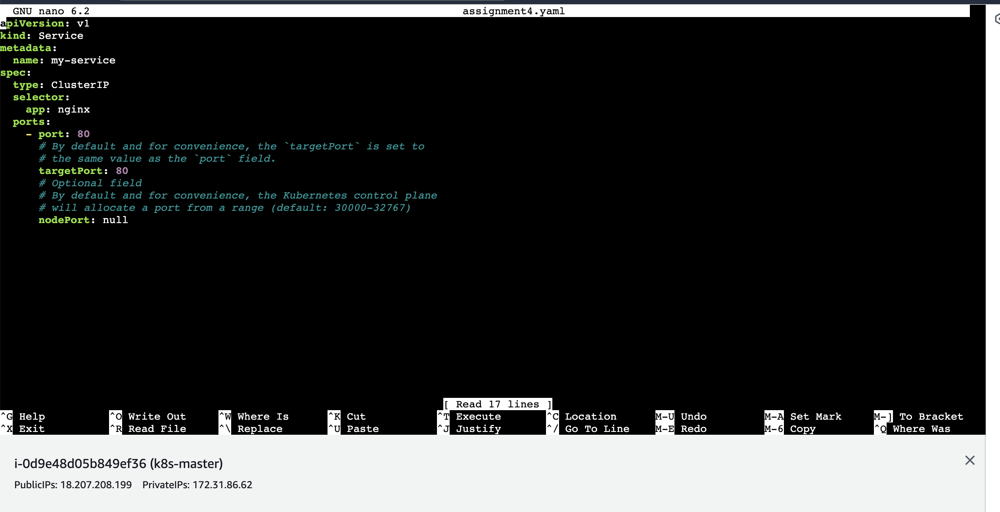 GNU nano 6.2 assignment4.yaml
apiVersion: v1
kind: Service
metadata:
  name: my-service
spec:
  type: ClusterIP
  selector:
    app: nginx
  ports:
    - port: 80
      # By default and for convenience, the `targetPort` is set to
      # the same value as the `port` field.
      targetPort: 80
      # Optional field
      # By default and for convenience, the Kubernetes control plane
      # will allocate a port from a range (default: 30000-32767)
      nodePort: null
[ Read 17 lines ]
^G Help ^O Write Out ^W Where Is ^K Cut ^T Execute ^C Location M-U Undo M-A Set Mark M-] To Bracket
^X Exit ^R Read File ^\ Replace ^U Paste ^J Justify ^/ Go To Line M-E Redo M-6 Copy ^Q Where Was
i-0d9e48d05b849ef36 (k8s-master)
PublicIPs: 18.207.208.199 PrivateIPs: 172.31.86.62